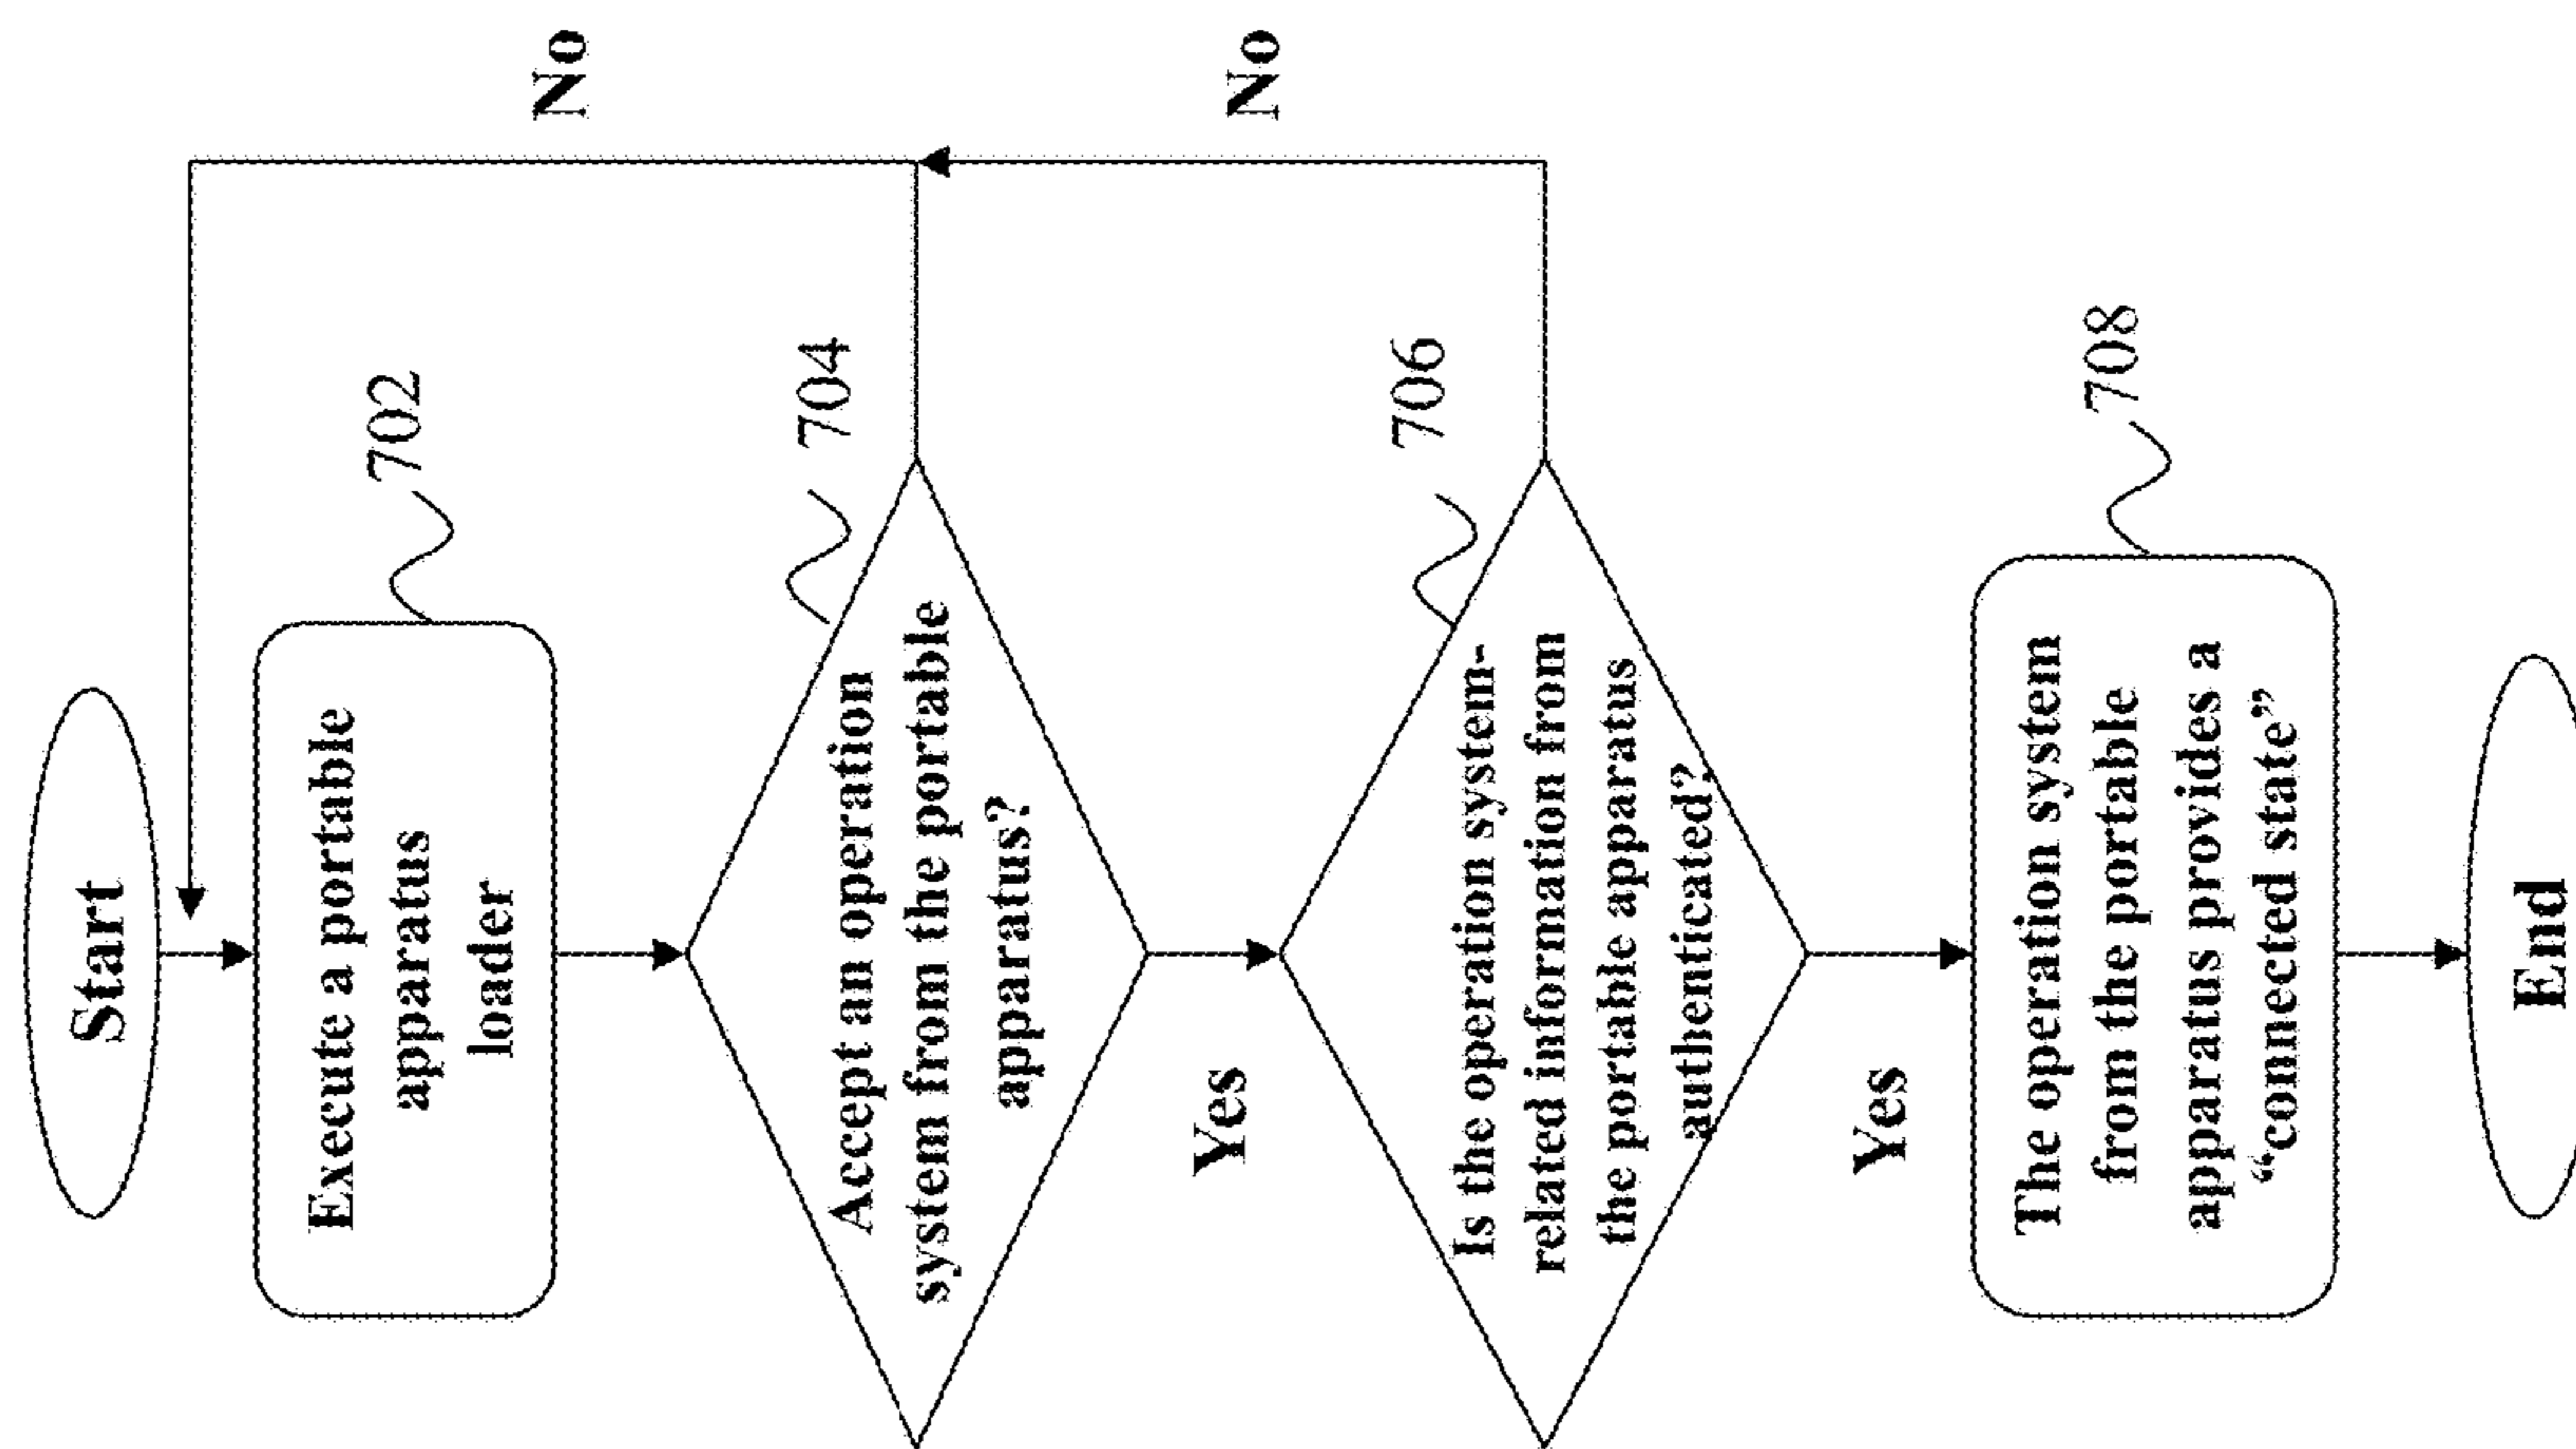 Start
Execute a portable
apparatus
loader
702
Accept an operation
system from the portable
apparatus?
704
No
Yes
Is the operation system-
related information from
the portable apparatus
authenticated?
706
No
Yes
The operation system
from the portable
apparatus provides a
“connected state”
708
End